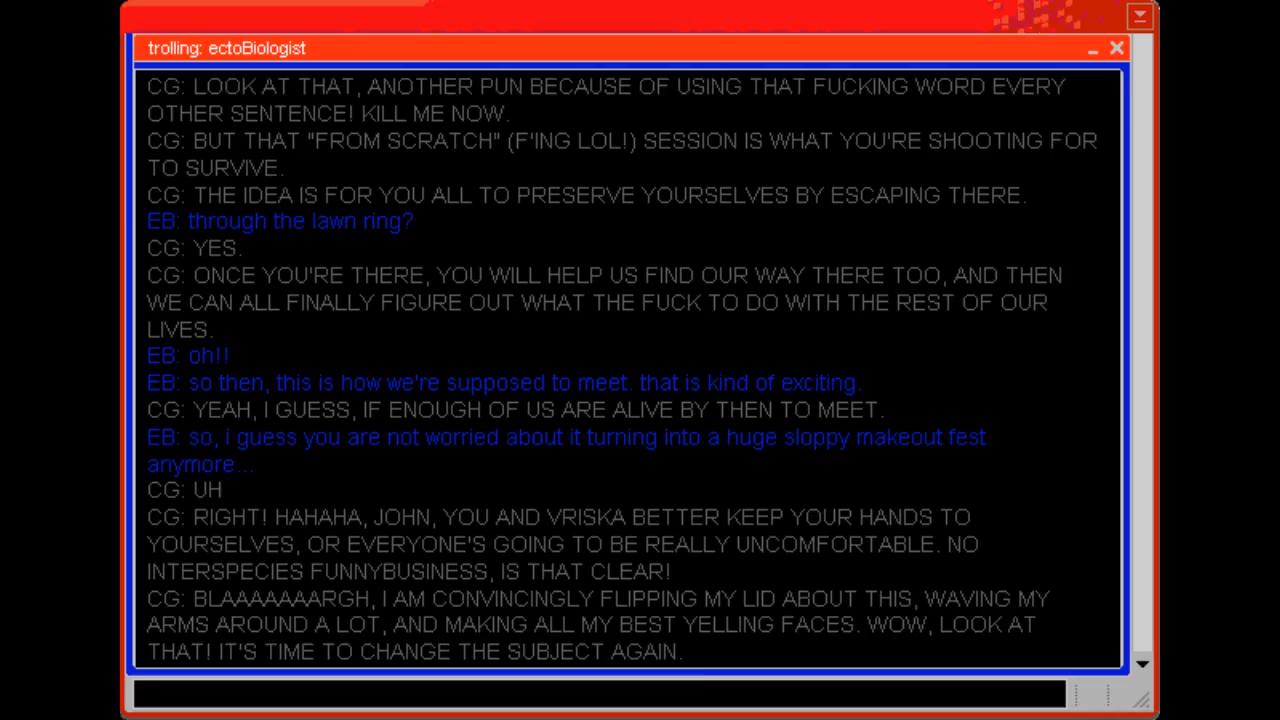 trolling: ectoBiologist
CG: LOOK AT THAT, ANOTHER PUN BECAUSE OF USING THAT FUCKING WORD EVERY
OTHER SENTENCE! KILL ME NOW.
CG: BUT THAT "FROM SCRATCH" (F'ING LOL!) SESSION IS WHAT YOU'RE SHOOTING FOR
TO SURVIVE.
CG: THE IDEA IS FOR YOU ALL TO PRESERVE YOURSELVES BY ESCAPING THERE.
EB: through the lawn ring?
CG: YES.
CG: ONCE YOU'RE THERE, YOU WILL HELP US FIND OUR WAY THERE TOO, AND THEN
WE CAN ALL FINALLY FIGURE OUT WHAT THE FUCK TO DO WITH THE REST OF OUR
LIVES.
EB: oh!!
EB: so then, this is how we're supposed to meet. that is kind of exciting.
CG: YEAH, I GUESS, IF ENOUGH OF US ARE ALIVE BY THEN TO MEET.
EB: so, i guess you are not worried about it turning into a huge sloppy makeout fest
anymore...
CG: UH
CG: RIGHT! HAHAHA, JOHN, YOU AND VRISKA BETTER KEEP YOUR HANDS TO
YOURSELVES, OR EVERYONE'S GOING TO BE REALLY UNCOMFORTABLE. NO
INTERSPECIES FUNNYBUSINESS, IS THAT CLEAR!
CG: BLAAAAAAARGH, I AM CONVINCINGLY FLIPPING MY LID ABOUT THIS, WAVING MY
ARMS AROUND A LOT, AND MAKING ALL MY BEST YELLING FACES. WOW, LOOK AT
THAT! IT'S TIME TO CHANGE THE SUBJECT AGAIN.